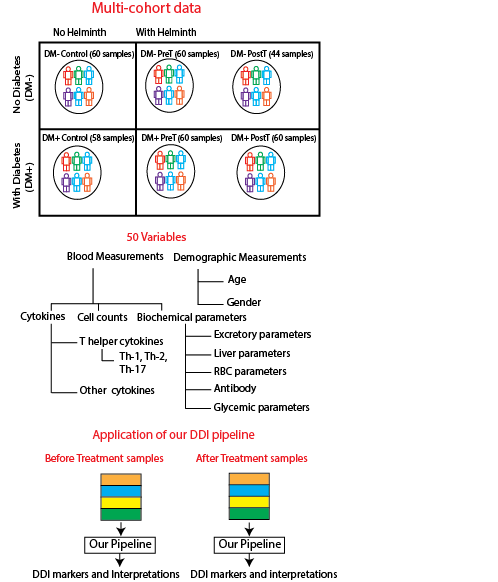 Multi-cohort data
No Helminth With Helminth
No Diabetes
(DM-)
DM- Control (60 samples) DM- PreT (60 samples) DM- PostT (44 samples)
With Diabetes
(DM+)
DM+ Control (58 samples) DM+ PreT (60 samples) DM+ PostT (60 samples)
50 Variables
Blood Measurements Demographic Measurements
Age
Gender
Cytokines Cell counts Biochemical parameters
T helper cytokines
Th-1, Th-2,
Th-17
Other cytokines
Excretory parameters
Liver parameters
RBC parameters
Antibody
Glycemic parameters
Application of our DDI pipeline
Before Treatment samples After Treatment samples
Our Pipeline Our Pipeline
DDI markers and Interpretations DDI markers and interpretations